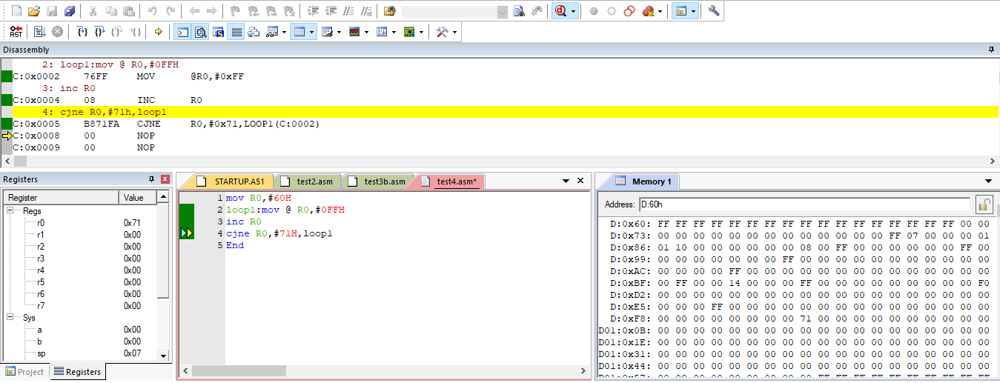 RST
Disassembly
2: loop1:mov @ R0,#0FFH
C:0x0002 76FF MOV @R0,#0xFF
3: inc R0
C:0x0004 08 INC R0
4: cjne R0,#71h,loop1
C:0x0005 B871FA CJNE R0,#0x71,LOOP1(C:0002)
C:0x0008 00 NOP
C:0x0009 00 NOP
Registers
Register Value
Regs
r0 0x71
r1 0x00
r2 0x00
r3 0x00
r4 0x00
r5 0x00
r6 0x00
r7 0x00
Sys
a 0x00
b 0x00
sp 0x07
Project Registers
STARTUP.A51 test2.asm test3b.asm test4.asm*
1 mov R0,#60H
2 loop1:mov @ R0,#0FFH
3 inc R0
4 cjne R0,#71H,loop1
5 End
Memory 1
Address: D:60h
D:0x60: FF FF FF FF FF FF FF FF FF FF FF FF FF FF FF FF FF 00 00
D:0x73: 00 00 00 00 00 00 00 00 00 00 00 00 00 FF 07 00 00 00 01
D:0x86: 01 10 00 00 00 00 00 00 08 00 FF 00 00 00 00 00 00 FF 00
D:0x99: 00 00 00 00 00 00 00 FF 00 00 00 00 00 00 00 00 00 00 00
D:0xAC: 00 00 00 00 FF 00 00 00 00 00 00 00 00 00 00 00 00 00 00
D:0xBF: 00 FF 00 00 14 00 00 00 FF 00 00 00 00 00 00 00 00 00 F0
D:0xD2: 00 00 00 00 00 00 00 00 00 00 00 00 00 00 00 00 00 00 00
D:0xE5: 00 00 00 FF 00 00 00 00 00 00 00 00 00 00 00 00 00 00 00
D:0xF8: 00 00 00 00 00 00 00 00 71 00 00 00 00 00 00 00 00 00 00
D01:0x0B: 00 00 00 00 00 00 00 00 00 00 00 00 00 00 00 00 00 00 00
D01:0x1E: 00 00 00 00 00 00 00 00 00 00 00 00 00 00 00 00 00 00 00
D01:0x31: 00 00 00 00 00 00 00 00 00 00 00 00 00 00 00 00 00 00 00
D01:0x44: 00 00 00 00 00 00 00 00 00 00 00 00 00 00 00 00 00 00 00